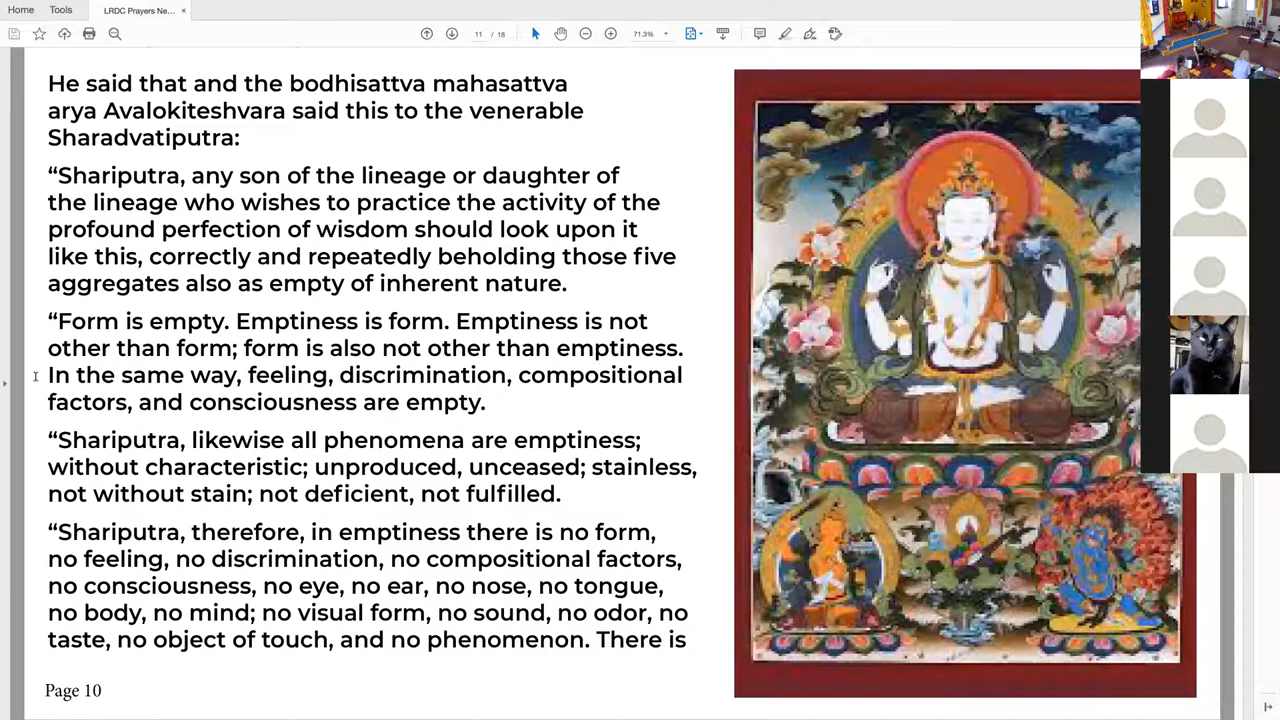 Home
Tools
LRDC Prayers Ne...
×
11 / 18
71.3%
He said that and the bodhisattva mahasattva
arya Avalokiteshvara said this to the venerable
Sharadvatiputra:
“Shariputra, any son of the lineage or daughter of
the lineage who wishes to practice the activity of the
profound perfection of wisdom should look upon it
like this, correctly and repeatedly beholding those five
aggregates also as empty of inherent nature.
“Form is empty. Emptiness is form. Emptiness is not
other than form; form is also not other than emptiness.
In the same way, feeling, discrimination, compositional
factors, and consciousness are empty.
“Shariputra, likewise all phenomena are emptiness;
without characteristic; unproduced, unceased; stainless,
not without stain; not deficient, not fulfilled.
“Shariputra, therefore, in emptiness there is no form,
no feeling, no discrimination, no compositional factors,
no consciousness, no eye, no ear, no nose, no tongue,
no body, no mind; no visual form, no sound, no odor, no
taste, no object of touch, and no phenomenon. There is
Page 10